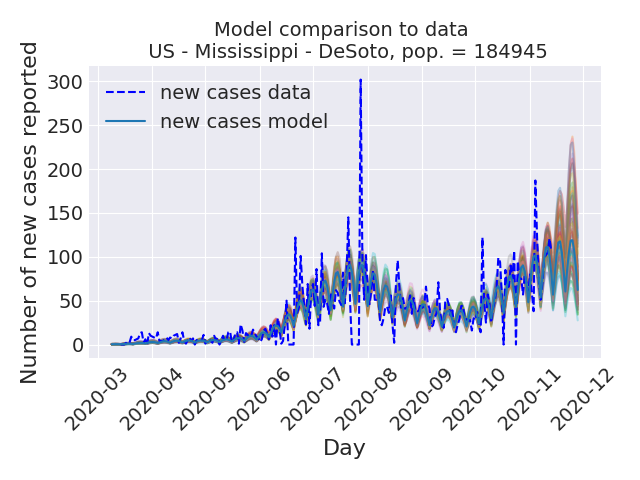 Model comparison to data
US - Mississippi - DeSoto, pop. = 184945
Number of new cases reported
300
250
200
150
100
50
0
new cases data
new cases model
2020-03
2020-04
2020-05
2020-06
2020-07
2020-08
2020-09
2020-10
2020-11
2020-12
Day